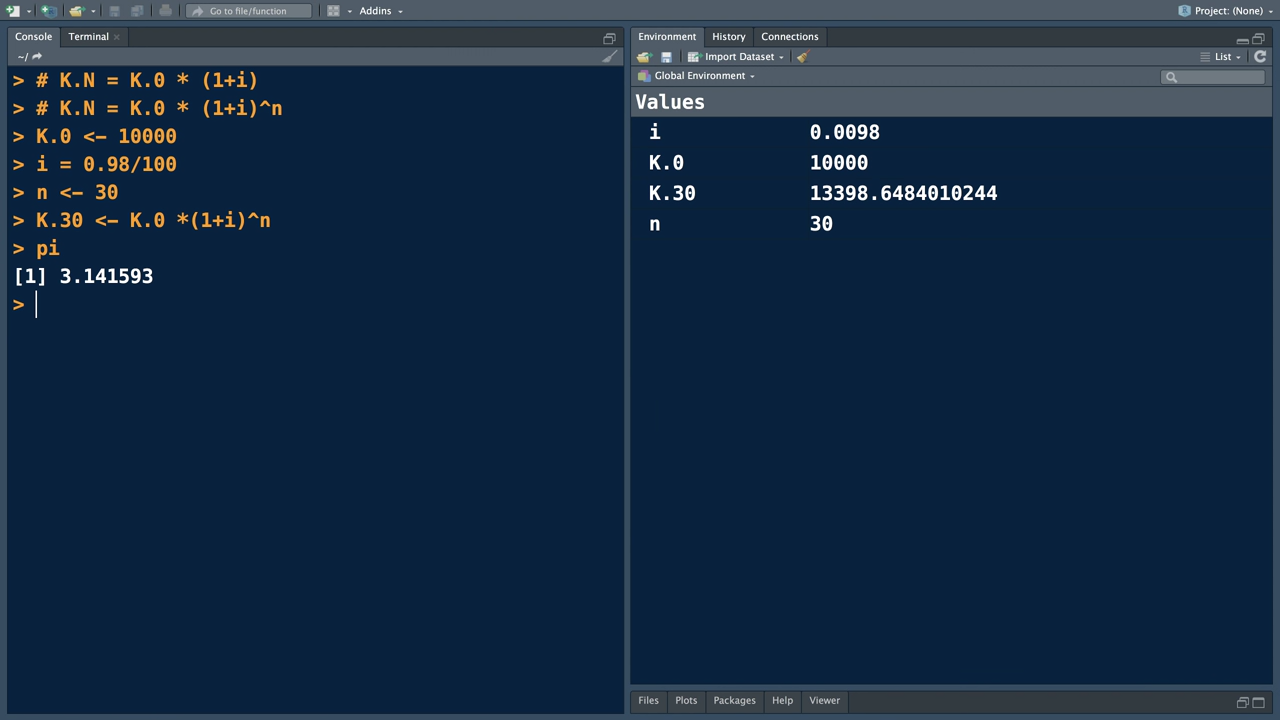 Go to file/function
Addins
Project: (None)
Console
Terminal
~/
> # K.N = K.0 * (1+i)
> # K.N = K.0 * (1+i)^n
> K.0 <- 10000
> i = 0.98/100
> n <- 30
> K.30 <- K.0 *(1+i)^n
> pi
[1] 3.141593
>
Environment
History
Connections
Import Dataset
List
Global Environment
Values
i 0.0098
K.0 10000
K.30 13398.6484010244
n 30
Files
Plots
Packages
Help
Viewer